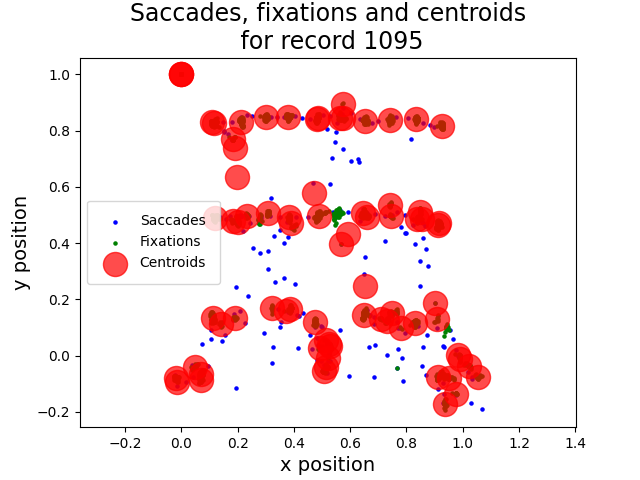 Saccades, fixations and centroids
for record 1095
y position
1.0
0.8
0.6
0.4
0.2
0.0
−0.2
Saccades
Fixations
Centroids
−0.2 0.0 0.2 0.4 0.6 0.8 1.0 1.2 1.4
x position